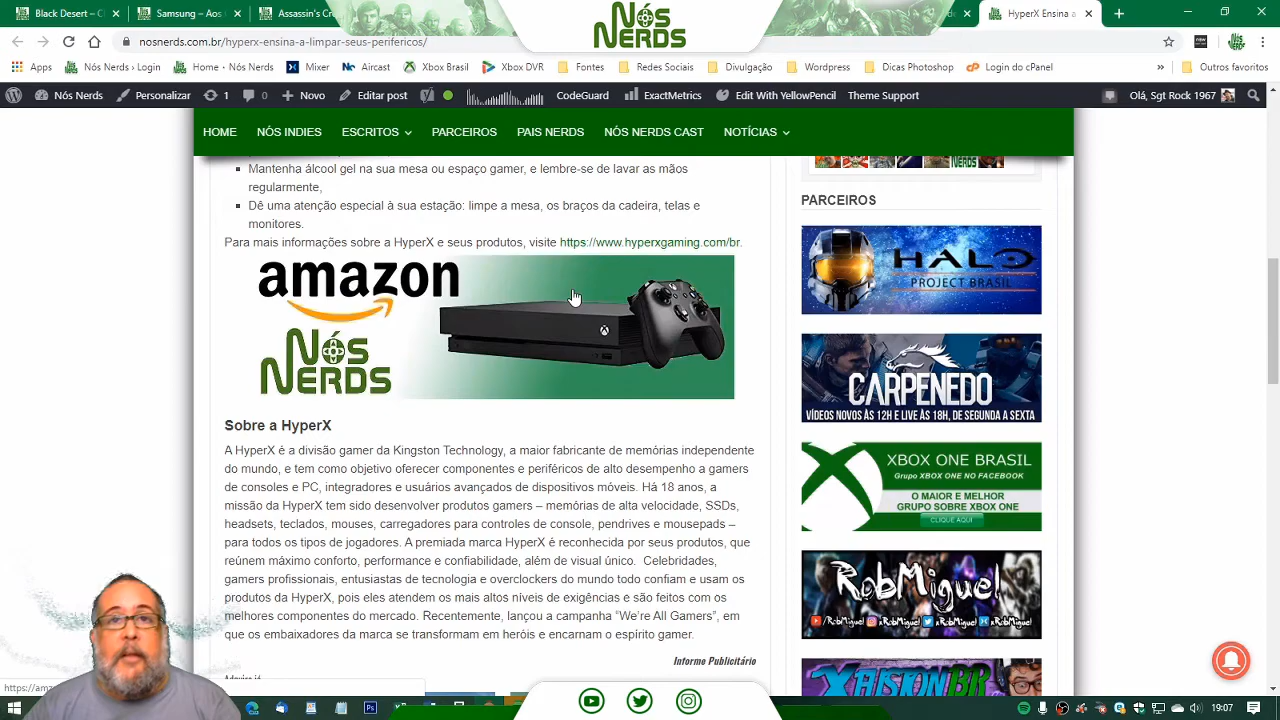 Black Desert -
Samsung - Ass
Assassin's Cree
HyperX Ensina a
Nós
NERDS
nosnerds.com.br/hyperx-ensina-a-limpar-seus-perifericos/
Apps
Nós Nerds › Login
Home - Nós Nerds
Mixer
Aircast
Xbox Brasil
Xbox DVR
Fontes
Redes Sociais
Divulgação
Wordpress
Dicas Photoshop
Login do cPanel
»
Outros favoritos
Nós Nerds
Personalizar
1
0
Novo
Editar post
CodeGuard
ExactMetrics
Edit With YellowPencil
Theme Support
Olá, Sgt Rock 1967
HOME
NÓS INDIES
ESCRITOS
PARCEIROS
PAIS NERDS
NÓS NERDS CAST
NOTÍCIAS
Mantenha álcool gel na sua mesa ou espaço gamer, e lembre-se de lavar as mãos
regularmente,
Dê uma atenção especial à sua estação: limpe a mesa, os braços da cadeira, telas e
monitores.
Para mais informações sobre a HyperX e seus produtos, visite https://www.hyperxgaming.com/br.
amazon
Nós
NERDS
Sobre a HyperX
A HyperX é a divisão gamer da Kingston Technology, a maior fabricante de memórias independente
do mundo, tem como objetivo oferecer componentes e periféricos de alto desempenho a gamers
de consoles e PC, integradores e usuários avançados de dispositivos móveis. Há 18 anos, a
missão da HyperX tem sido desenvolver produtos gamers – memórias de alta velocidade, SSDs,
headsets, teclados, mouses, carregadores para controles de console, pendrives e mousepads –
para todos os tipos de jogadores. A premiada marca HyperX é reconhecida por seus produtos, que
reúnem máximo conforto, performance e confiabilidade, além de visual único. Celebridades,
gamers profissionais, entusiastas de tecnologia e overclockers do mundo todo confiam e usam os
produtos da HyperX, pois eles atendem os mais altos níveis de exigências e são feitos com os
melhores componentes do mercado. Recentemente, lançou a campanha “We’re All Gamers”, em
que os embaixadores da marca se transformam em heróis e encarnam o espírito gamer.
Informe Publicitário
PARCEIROS
HALO
PROJECT BRASIL
CARPENEDO
VÍDEOS NOVOS ÀS 12H E LIVE ÀS 18H, DE SEGUNDA A SEXTA
XBOX ONE BRASIL
Grupo XBOX ONE NO FACEBOOK
O MAIOR E MELHOR
GRUPO SOBRE XBOX ONE
CLIQUE AQUI
RobMiguel
/RobMiguel
xRobMiguel
xRobMiguel
xRobMiguel
https://ama
19:07